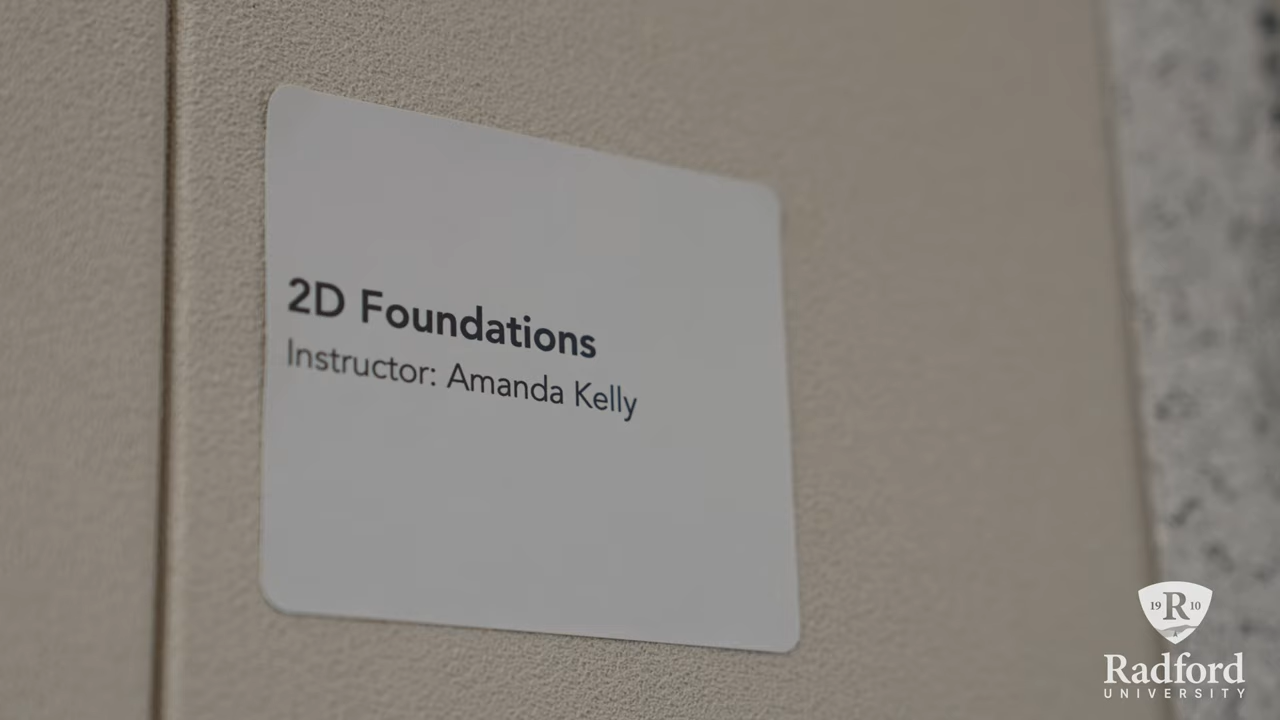 2D Foundations
Instructor: Amanda Kelly
19 R 10
Radford
UNIVERSITY